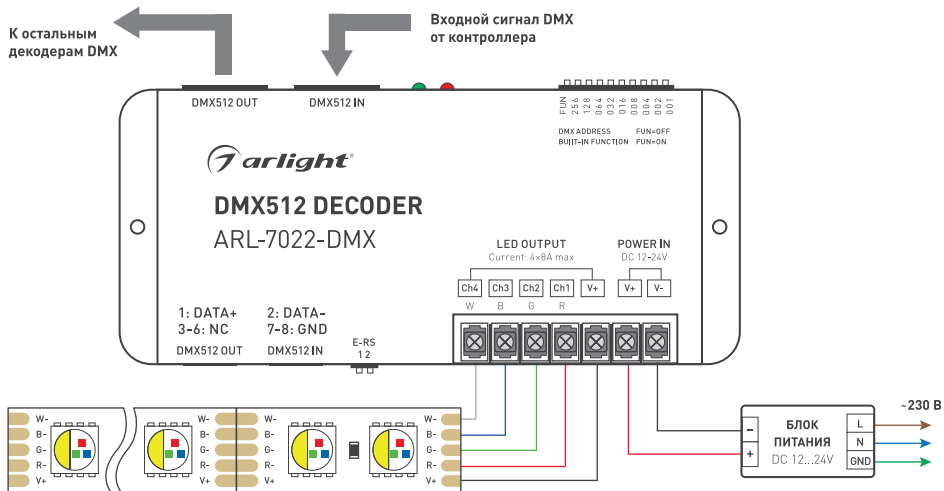 К остальным
декодерам DMX
Входной сигнал DMX
от контроллера
DMX512 OUT
DMX512 IN
FUN
256
128
064
032
016
008
004
002
001
DMX ADDRESS FUN=OFF
BUILT-IN FUNCTION FUN=ON
arlight®
DMX512 DECODER
ARL-7022-DMX
LED OUTPUT
Current: 4×8A max
POWER IN
DC 12-24V
Ch4 Ch3 Ch2 Ch1 V+ V+ V-
W B G R
1: DATA+ 2: DATA-
3-6: NC 7-8: GND
DMX512 OUT DMX512 IN
E-RS
1 2
W- W- W- W-
B- B- B- B-
G- G- G- G-
R- R- R- R-
V+ V+ V+ V+
~230 В
- БЛОК L
ПИТАНИЯ N
+ DC 12...24V GND